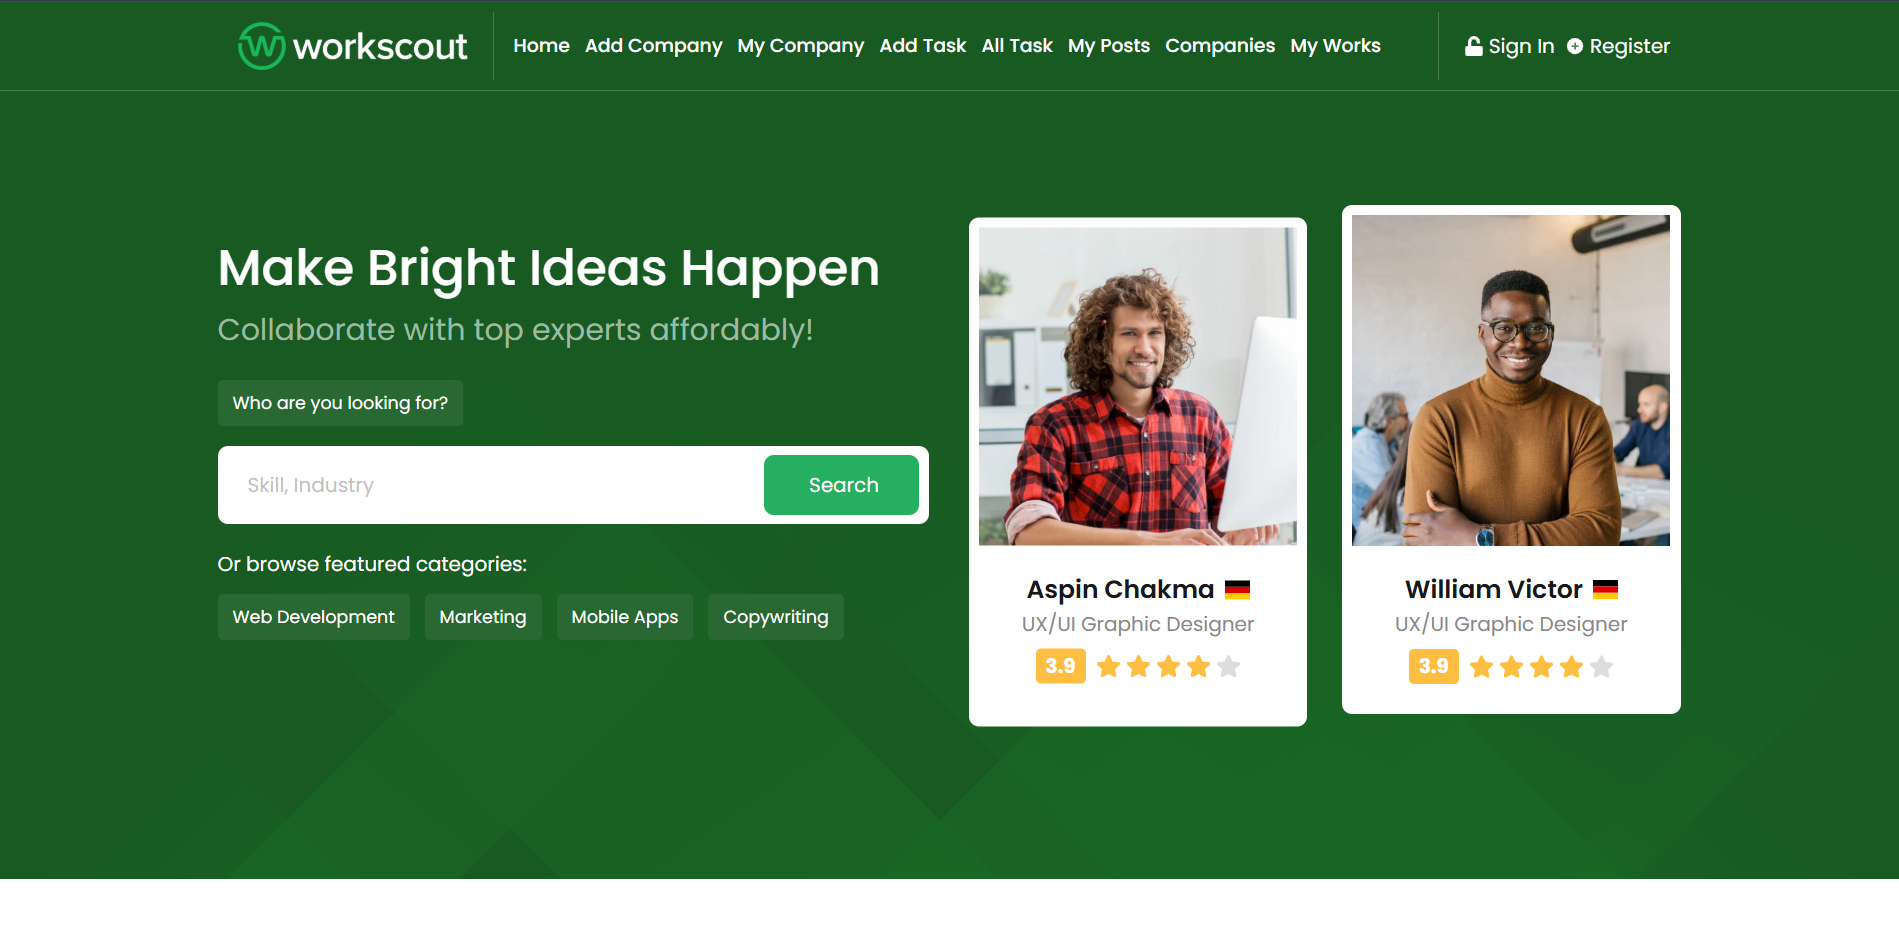 workscout
Home Add Company My Company Add Task All Task My Posts Companies My Works
Sign In Register
Make Bright Ideas Happen
Collaborate with top experts affordably!
Who are you looking for?
Skill, Industry
Search
Or browse featured categories:
Web Development Marketing Mobile Apps Copywriting
Aspin Chakma
UX/UI Graphic Designer
3.9
William Victor
UX/UI Graphic Designer
3.9